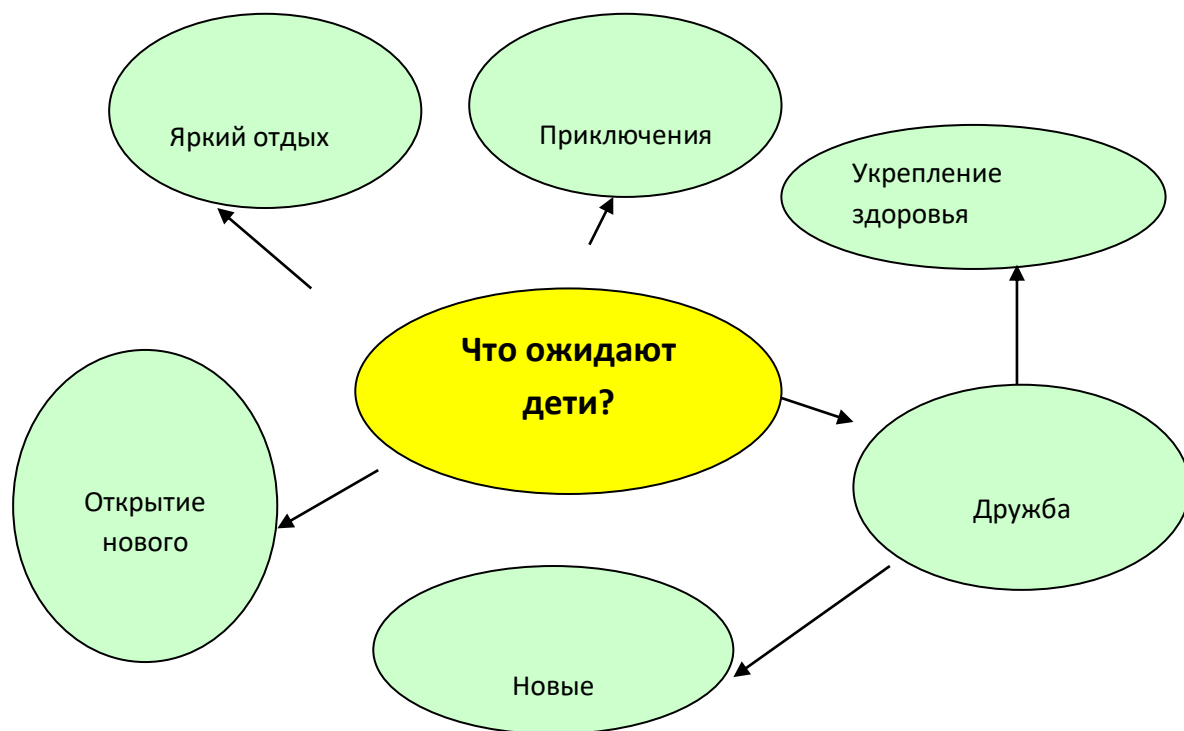 Яркий отдых
Приключения
Укрепление
здоровья
Что ожидают
дети?
Открытие
нового
Дружба
Новые